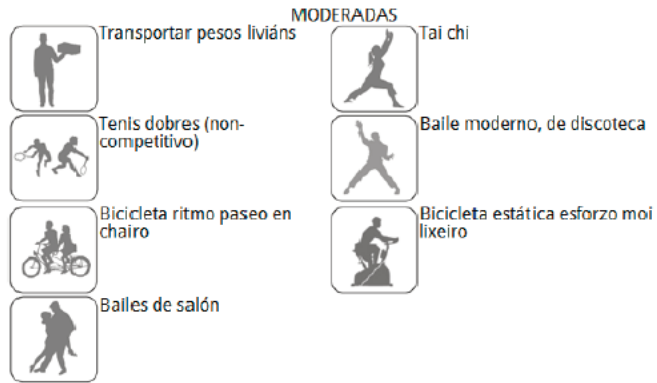 MODERADAS
Transportar pesos liviáns
Tai chi
Tenis dobres (non-
competitivo)
Baile moderno, de discoteca
Bicicleta ritmo paseo en
chairo
Bicicleta estática esforzo moi
lixeiro
Bailes de salón